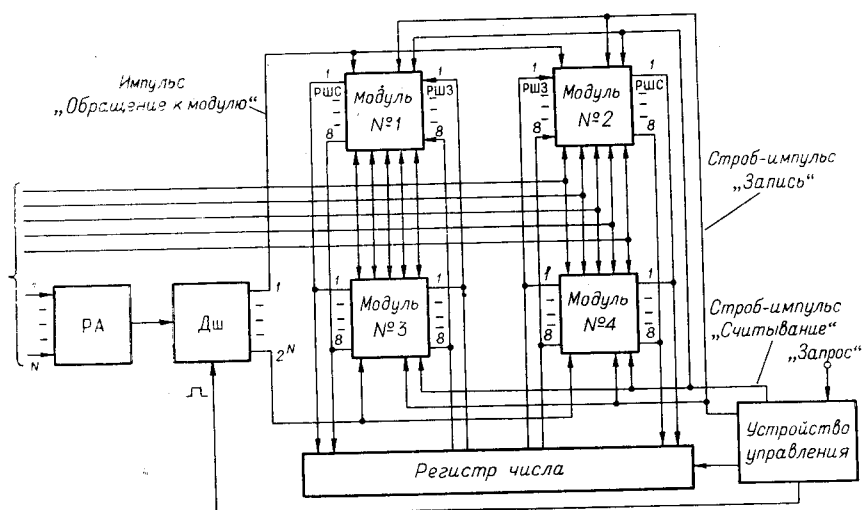 Импульс
„Обращение к модулю“
1
РШС
8
Модуль
№1
1
РШЗ
8
1
РШЗ
8
Модуль
№2
1
РШС
8
Строб-импульс
„Запись“
1
N
РА
Дш
1
2^N
Модуль
№3
1
8
1
8
Модуль
№4
1
8
1
8
Строб-импульс
„Считывание“
„Запрос“
Устройство
управления
Регистр числа